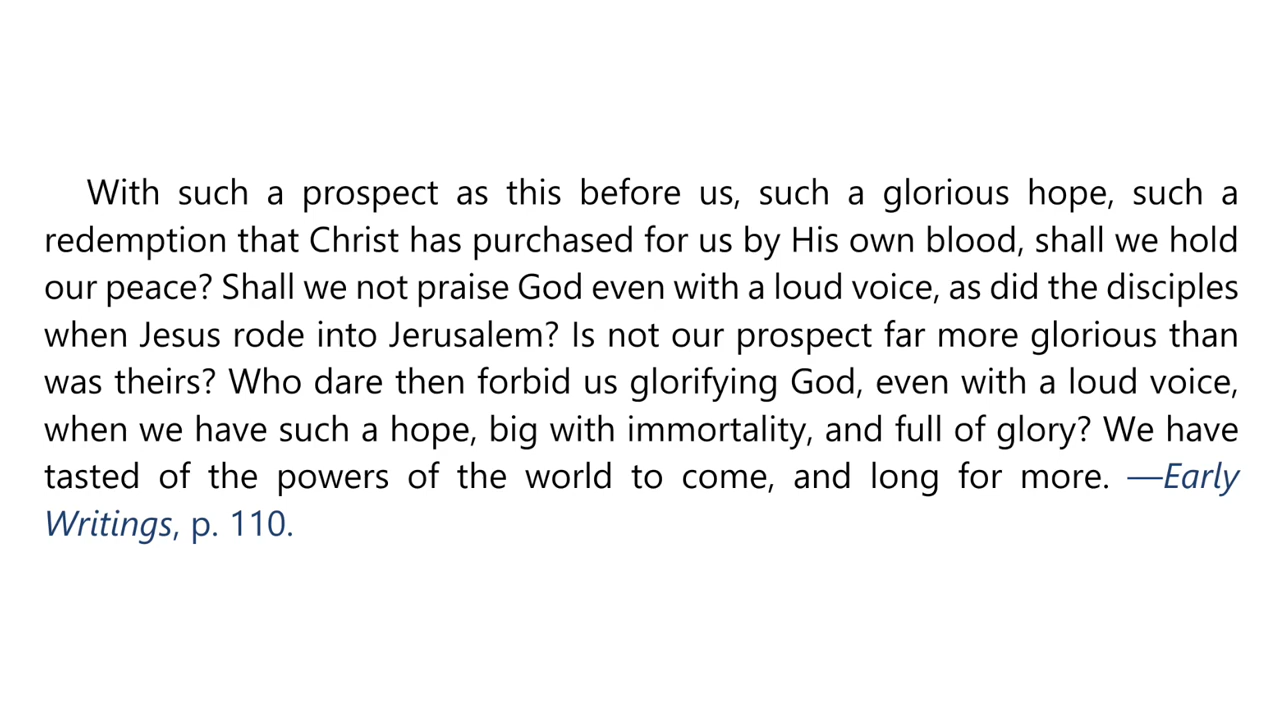 With such a prospect as this before us, such a glorious hope, such a
redemption that Christ has purchased for us by His own blood, shall we hold
our peace? Shall we not praise God even with a loud voice, as did the disciples
when Jesus rode into Jerusalem? Is not our prospect far more glorious than
was theirs? Who dare then forbid us glorifying God, even with a loud voice,
when we have such a hope, big with immortality, and full of glory? We have
tasted of the powers of the world to come, and long for more. —Early
Writings, p. 110.